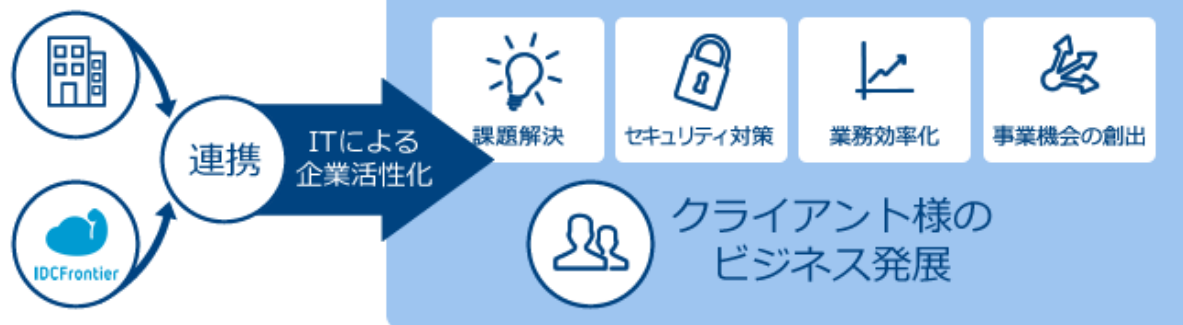 IDCFrontier
連携
ITによる
企業活性化
課題解決
セキュリティ対策
業務効率化
事業機会の創出
クライアント様の
ビジネス発展